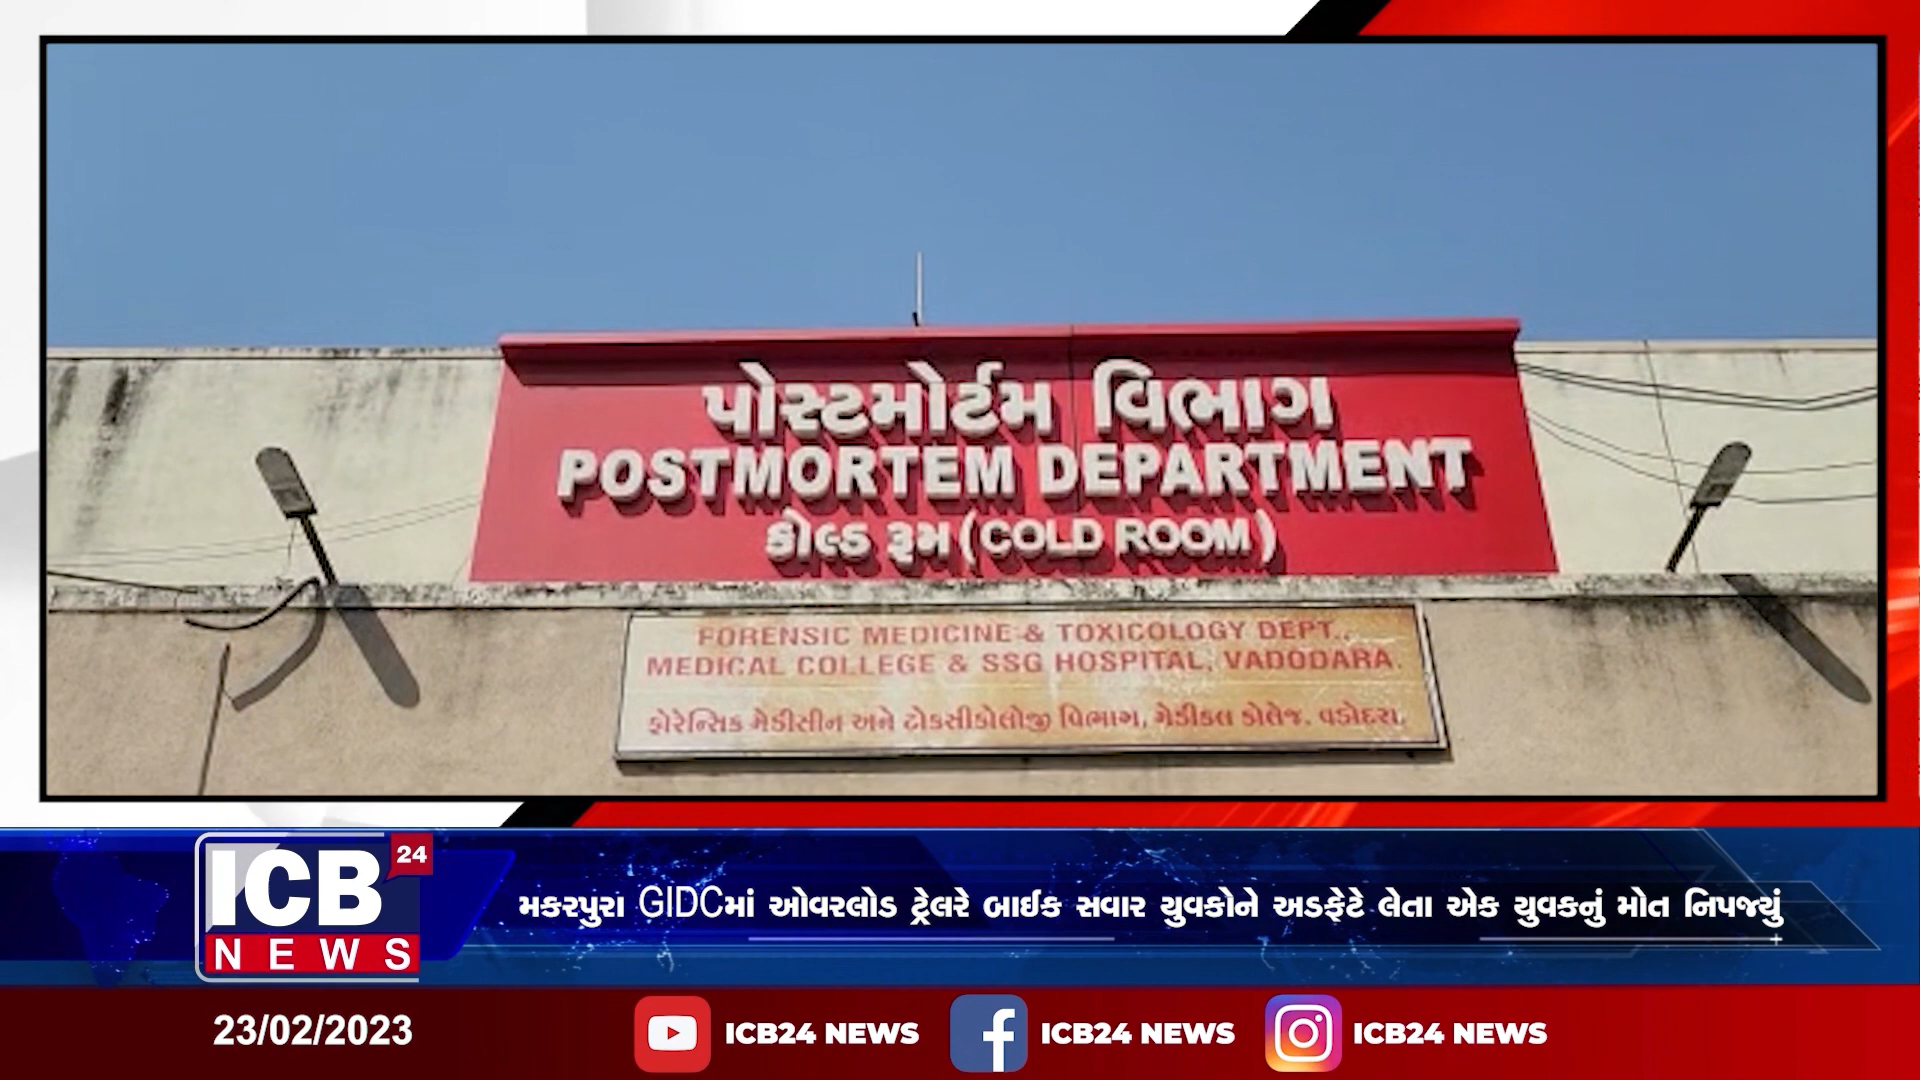 પોસ્ટમોર્ટમ વિભાગ
POSTMORTEM DEPARTMENT
કોલ્ડ રૂમ (COLD ROOM)
FORENSIC MEDICINE & TOXICOLOGY DEPT.,
MEDICAL COLLEGE & SSG HOSPITAL, VADODARA.
ફોરેન્સિક મેડીસીન અને ટોકસીકોલોજી વિભાગ, મેડીકલ કોલેજ. વડોદરા.
ICB 24
NEWS
મકરપુરા GIDCમાં ઓવરલોડ ટ્રેલરે બાઈક સવાર યુવકોને અડફેટે લેતા એક યુવકનું મોત નિપજ્યું
23/02/2023
ICB24 NEWS
ICB24 NEWS
ICB24 NEWS